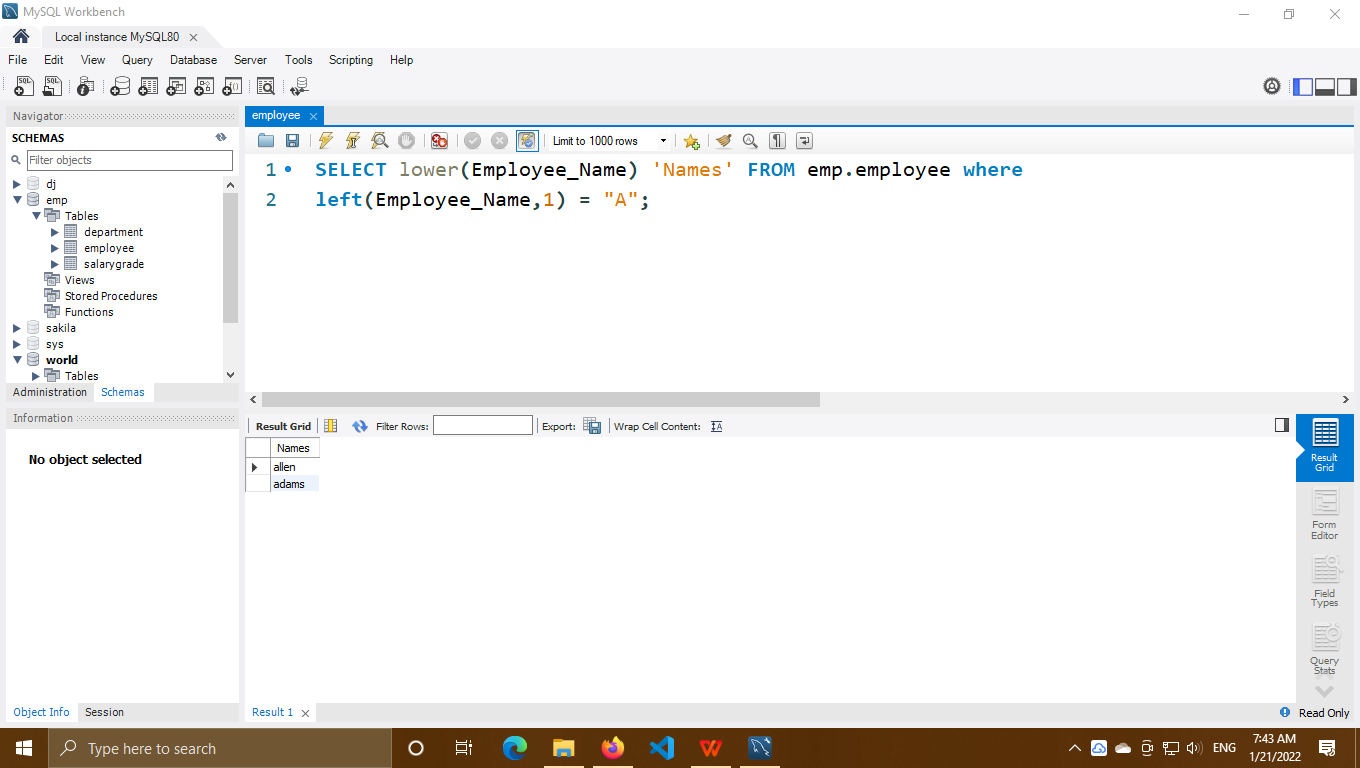 MySQL Workbench
Local instance MySQL80
File Edit View Query Database Server Tools Scripting Help
Navigator
SCHEMAS
Filter objects
dj
emp
Tables
department
employee
salarygrade
Views
Stored Procedures
Functions
sakila
sys
world
Tables
Administration Schemas
Information
No object selected
Object Info Session
employee
Limit to 1000 rows
1 SELECT lower(Employee_Name) 'Names' FROM emp.employee where
2 left(Employee_Name,1) = "A";
Result Grid Filter Rows: Export: Wrap Cell Content:
Names
allen
adams
Result Grid
Form Editor
Field Types
Query Stats
Result 1
Read Only
Type here to search
ENG
7:43 AM
1/21/2022